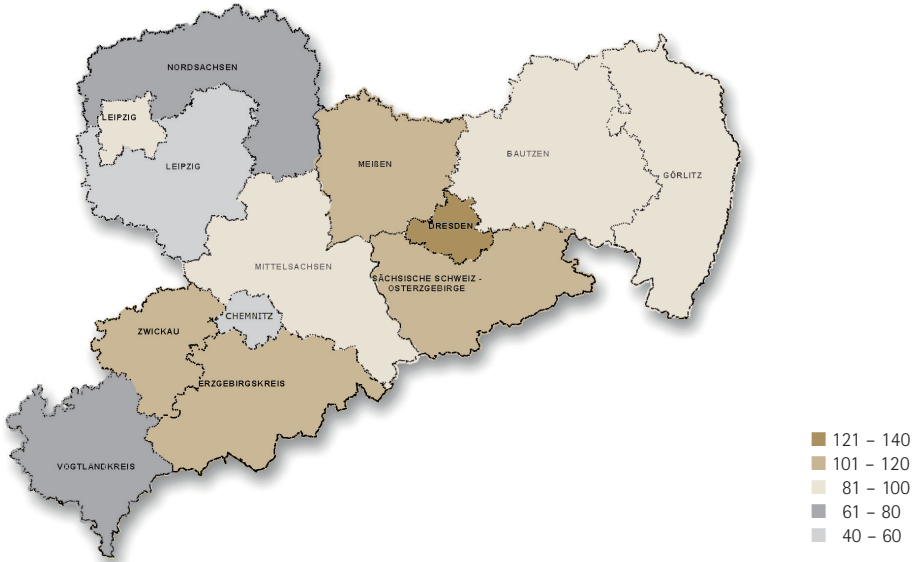 NORDSACHSEN
LEIPZIG
LEIPZIG
MEIßEN
BAUTZEN
GÖRLITZ
DRESDEN
MITTELSACHSEN
SÄCHSISCHE SCHWEIZ -
OSTERZGEBIRGE
CHEMNITZ
ZWICKAU
ERZGEBIRGSKREIS
VOGTLANDKREIS
121 – 140
101 – 120
81 – 100
61 – 80
40 – 60